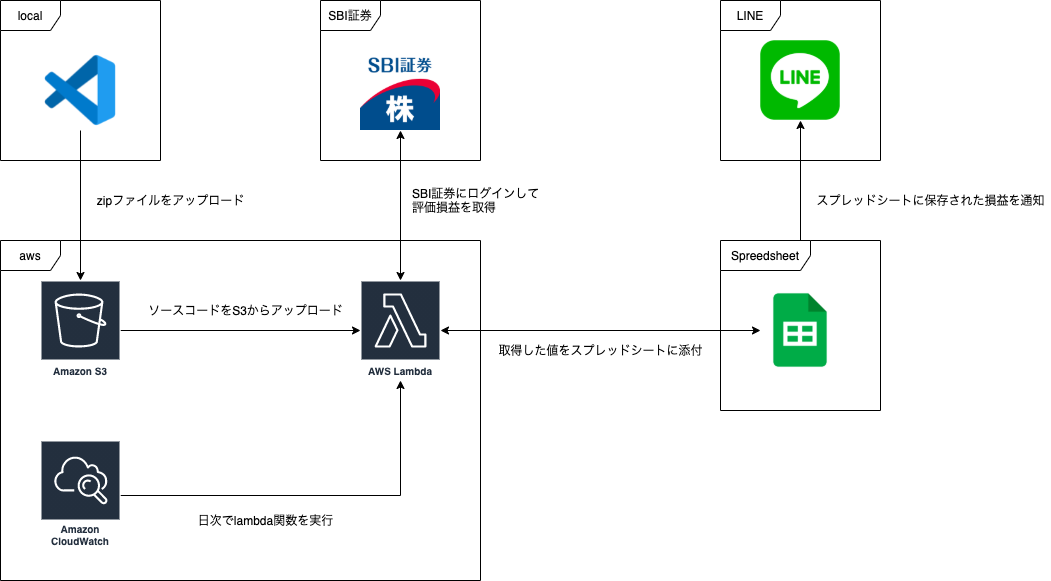 local
SBI証券
LINE
SBI証券
株
LINE
zipファイルをアップロード
SBI証券にログインして
評価損益を取得
スプレッドシートに保存された損益を通知
aws
Spreedsheet
ソースコードをS3からアップロード
取得した値をスプレッドシートに添付
Amazon S3
AWS Lambda
日次でlambda関数を実行
Amazon
CloudWatch